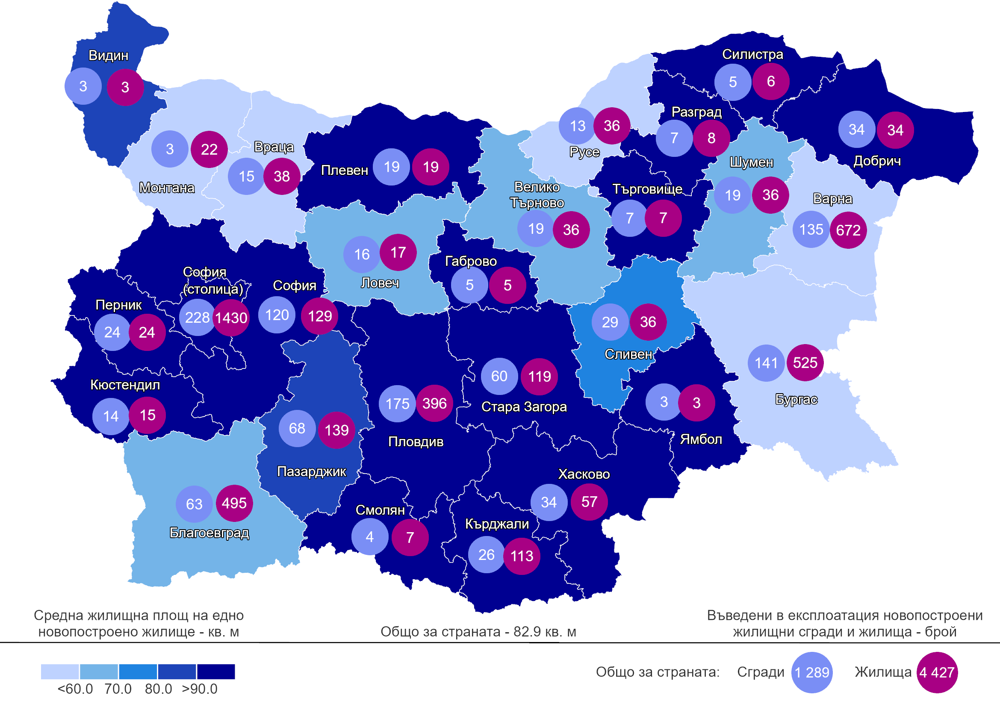 Видин
3 3
Силистра
5 6
Разград
7 8
13 36
Русе
34 34
Добрич
3 22
Монтана
Враца
15 38
Плевен 19 19
Шумен
19 36
Велико
Търново
19 36
Търговище
7 7
Варна
135 672
16 17
Ловеч
Габрово
5 5
София
(столица)
228 1430
София
120 129
Перник
24 24
29 36
Сливен
Кюстендил
14 15
60 119
Стара Загора
141 525
Бургас
175 396
Пловдив
3 3
Ямбол
68 139
Пазарджик
63 495
Благоевград
Хасково
34 57
Смолян
4 7
Кърджали
26 113
Средна жилищна площ на едно
новопостроено жилище - кв. м
Общо за страната - 82.9 кв. м
Въведени в експлоатация новопостроени
жилищни сгради и жилища - брой
<60.0 70.0 80.0 >90.0
Общо за страната: Сгради 1 289 Жилища 4 427